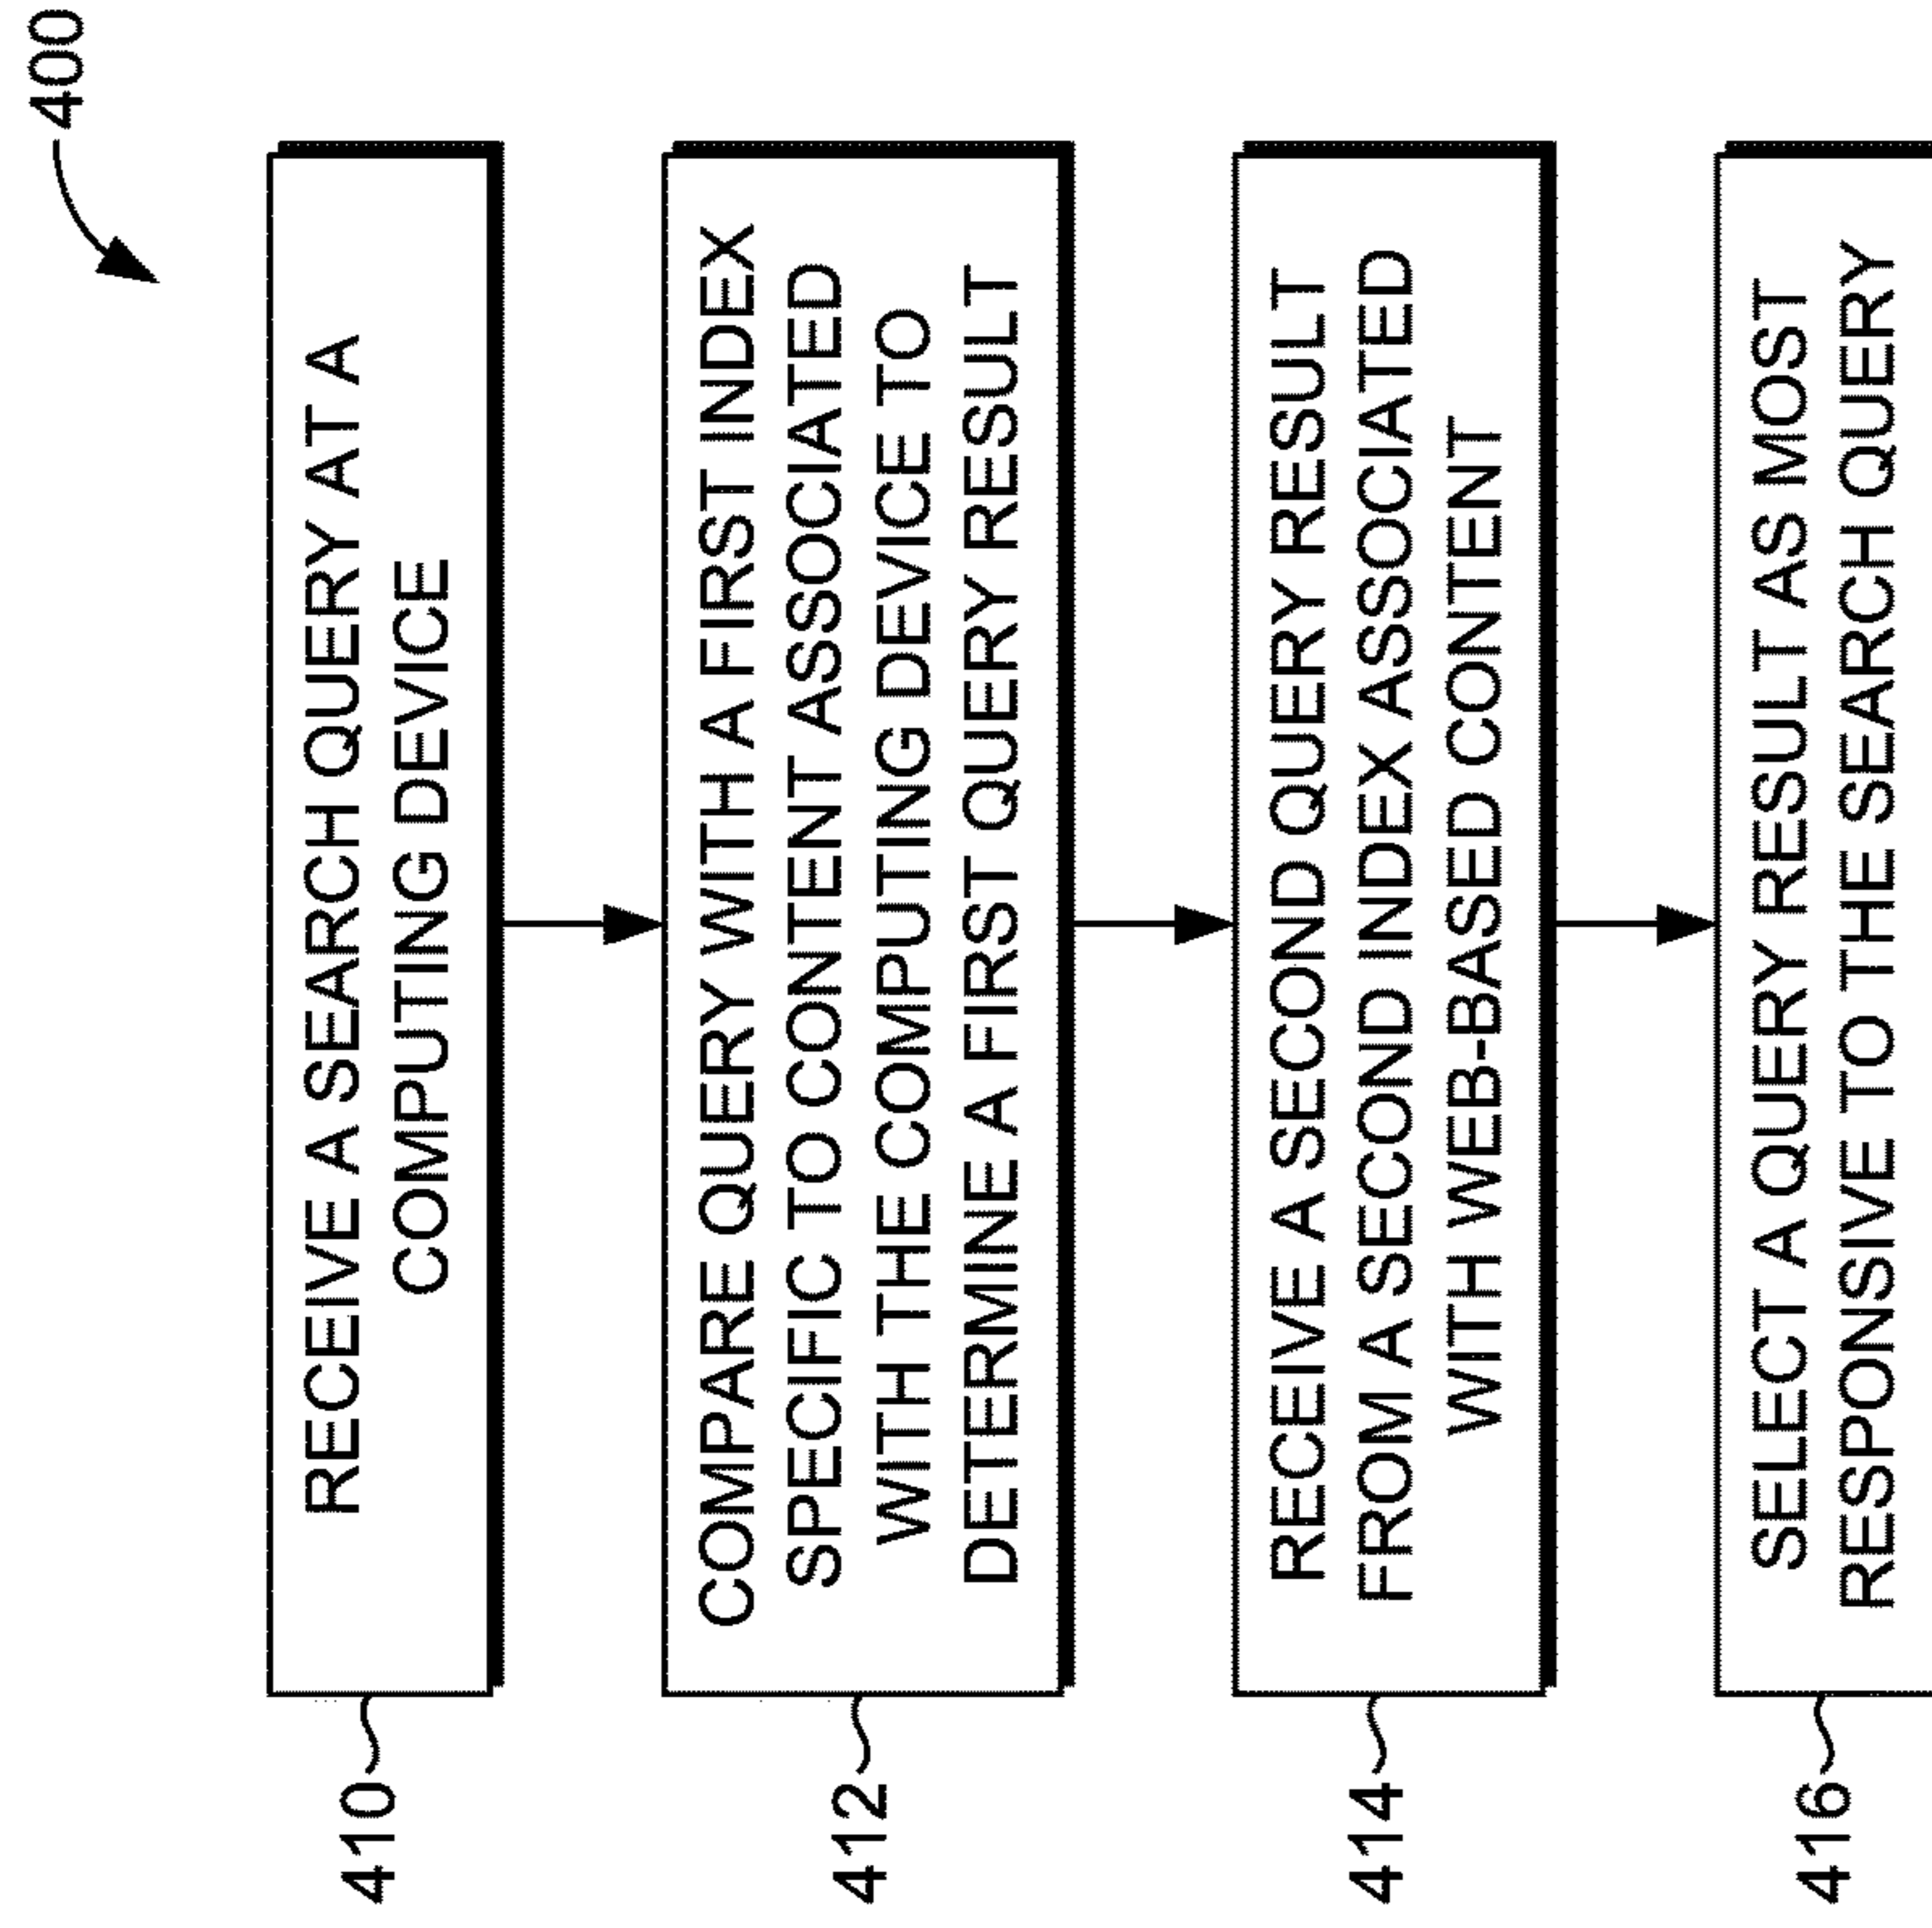 400
410
RECEIVE A SEARCH QUERY AT A
COMPUTING DEVICE
412
COMPARE QUERY WITH A FIRST INDEX
SPECIFIC TO CONTENT ASSOCIATED
WITH THE COMPUTING DEVICE TO
DETERMINE A FIRST QUERY RESULT
414
RECEIVE A SECOND QUERY RESULT
FROM A SECOND INDEX ASSOCIATED
WITH WEB-BASED CONTENT
416
SELECT A QUERY RESULT AS MOST
RESPONSIVE TO THE SEARCH QUERY